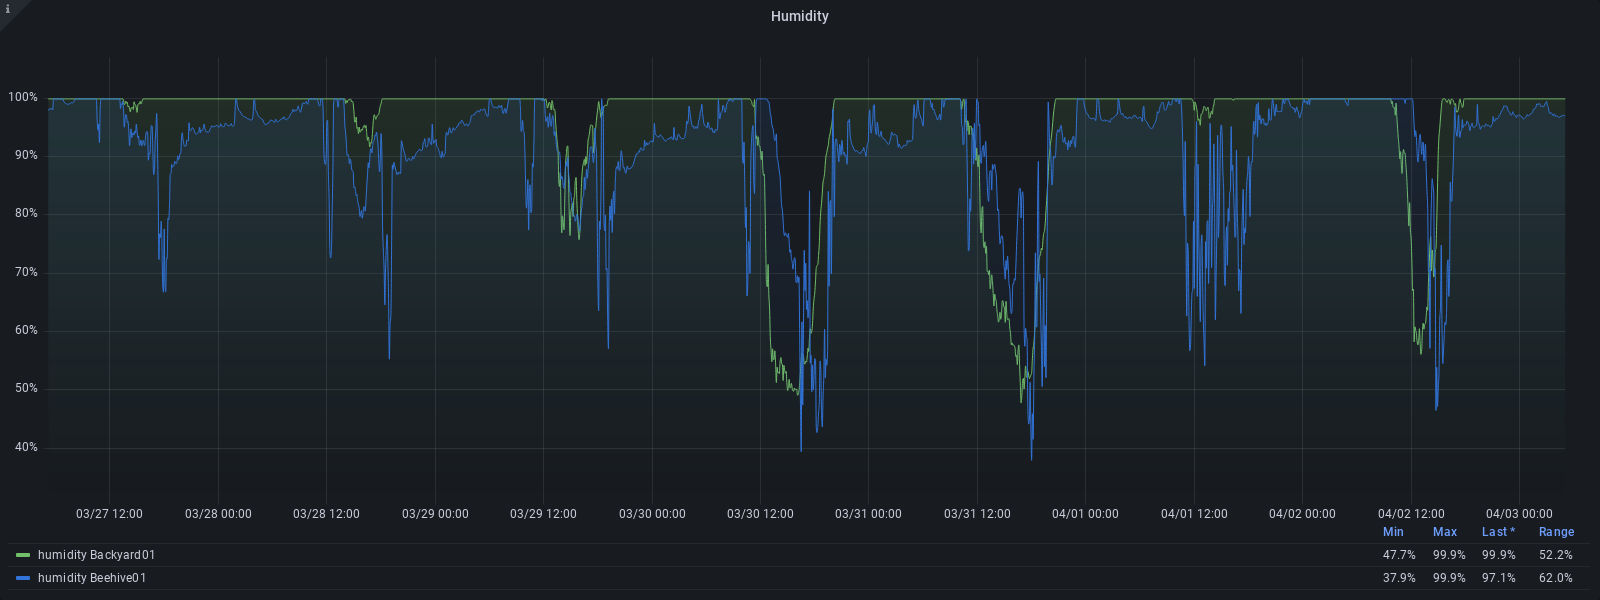 i
Humidity
100%
90%
80%
70%
60%
50%
40%
03/27 12:00 03/28 00:00 03/28 12:00 03/29 00:00 03/29 12:00 03/30 00:00 03/30 12:00 03/31 00:00 03/31 12:00 04/01 00:00 04/01 12:00 04/02 00:00 04/02 12:00 04/03 00:00
Min Max Last * Range
humidity Backyard01 47.7% 99.9% 99.9% 52.2%
humidity Beehive01 37.9% 99.9% 97.1% 62.0%